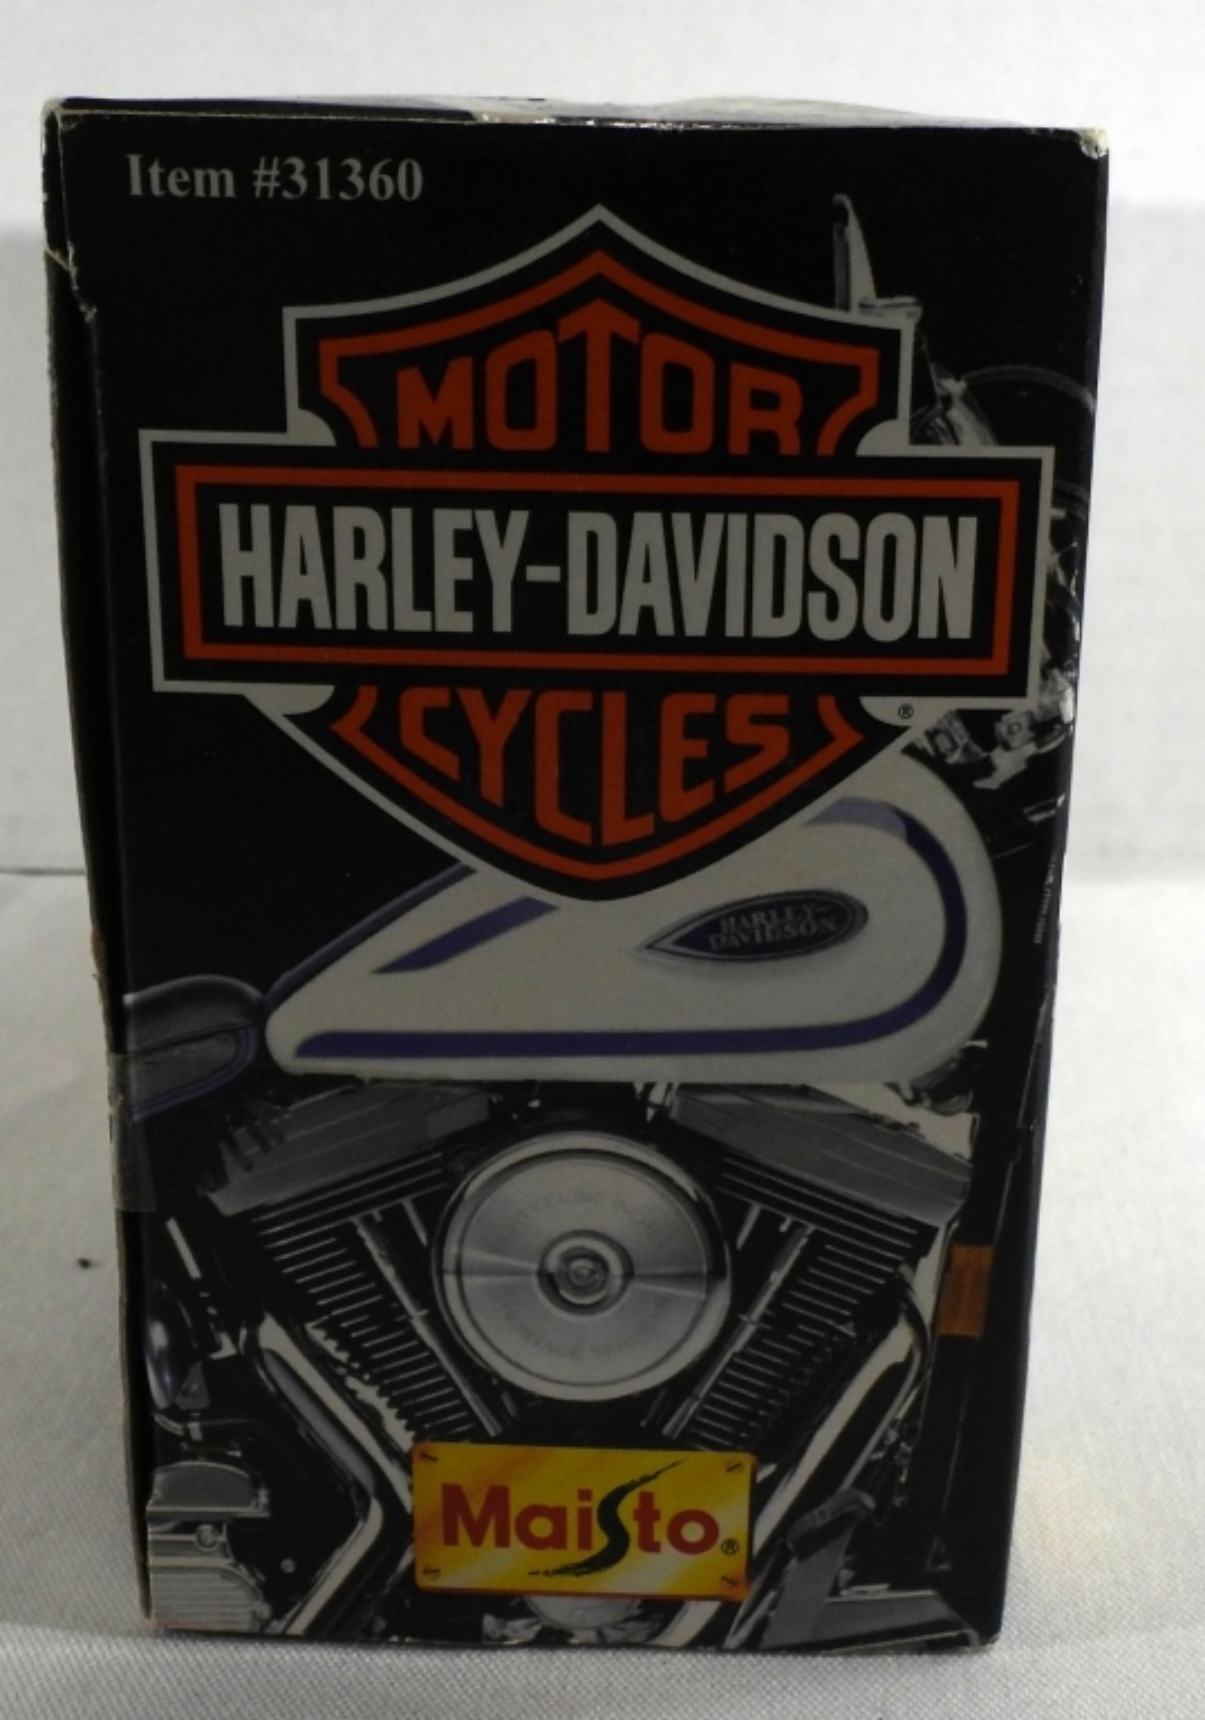 Item #31360
MOTOR
HARLEY-DAVIDSON
CYCLES
®
HARLEY-
DAVIDSON
Maisto®